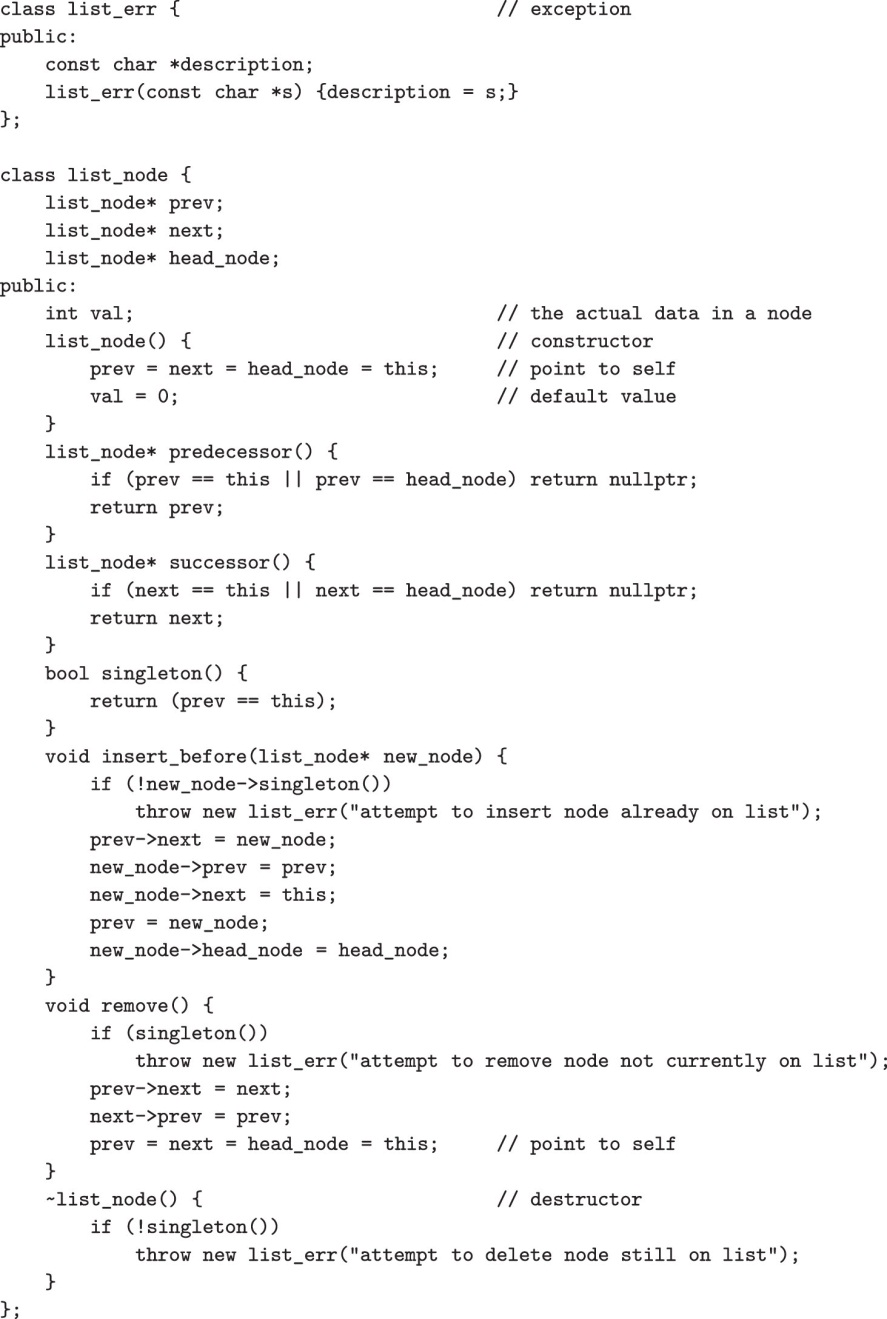 class list_err {                            // exception
public:
    const char *description;
    list_err(const char *s) {description = s;}
};

class list_node {
    list_node* prev;
    list_node* next;
    list_node* head_node;
public:
    int val;                                // the actual data in a node
    list_node() {                           // constructor
        prev = next = head_node = this;     // point to self
        val = 0;                            // default value
    }
    list_node* predecessor() {
        if (prev == this || prev == head_node) return nullptr;
        return prev;
    }
    list_node* successor() {
        if (next == this || next == head_node) return nullptr;
        return next;
    }
    bool singleton() {
        return (prev == this);
    }
    void insert_before(list_node* new_node) {
        if (!new_node->singleton())
            throw new list_err("attempt to insert node already on list");
        prev->next = new_node;
        new_node->prev = prev;
        new_node->next = this;
        prev = new_node;
        new_node->head_node = head_node;
    }
    void remove() {
        if (singleton())
            throw new list_err("attempt to remove node not currently on list");
        prev->next = next;
        next->prev = prev;
        prev = next = head_node = this;     // point to self
    }
    ~list_node() {                          // destructor
        if (!singleton())
            throw new list_err("attempt to delete node still on list");
    }
};